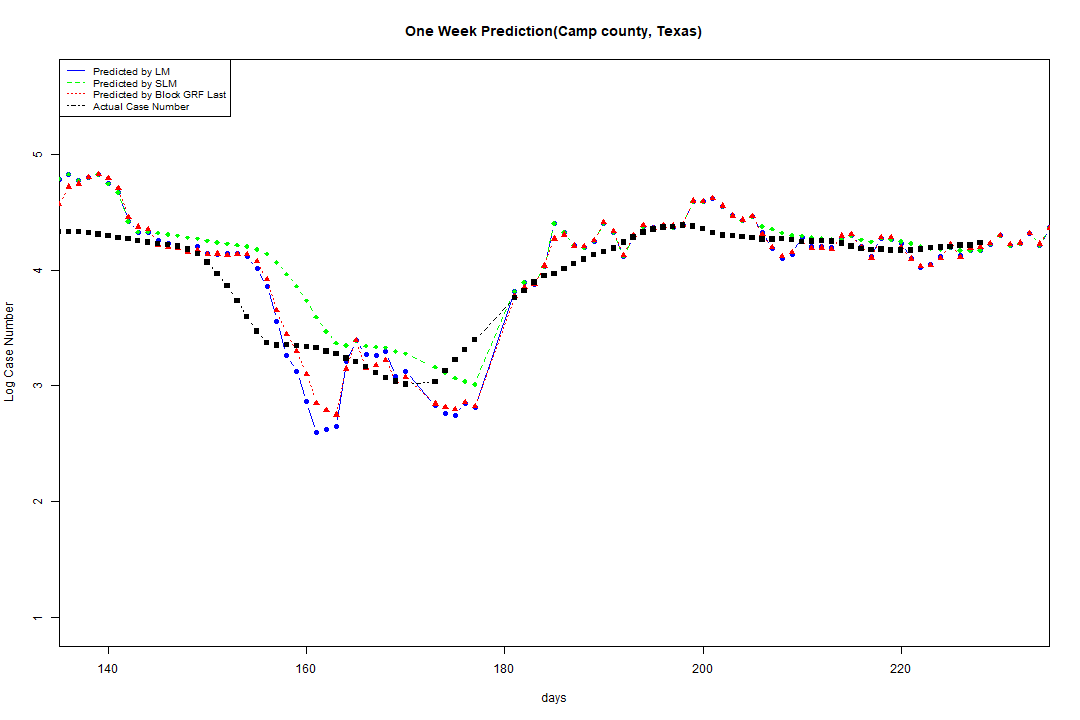 One Week Prediction(Camp county, Texas)
Predicted by LM
Predicted by SLM
Predicted by Block GRF Last
Actual Case Number
5
4
3
2
1
Log Case Number
140 160 180 200 220
days